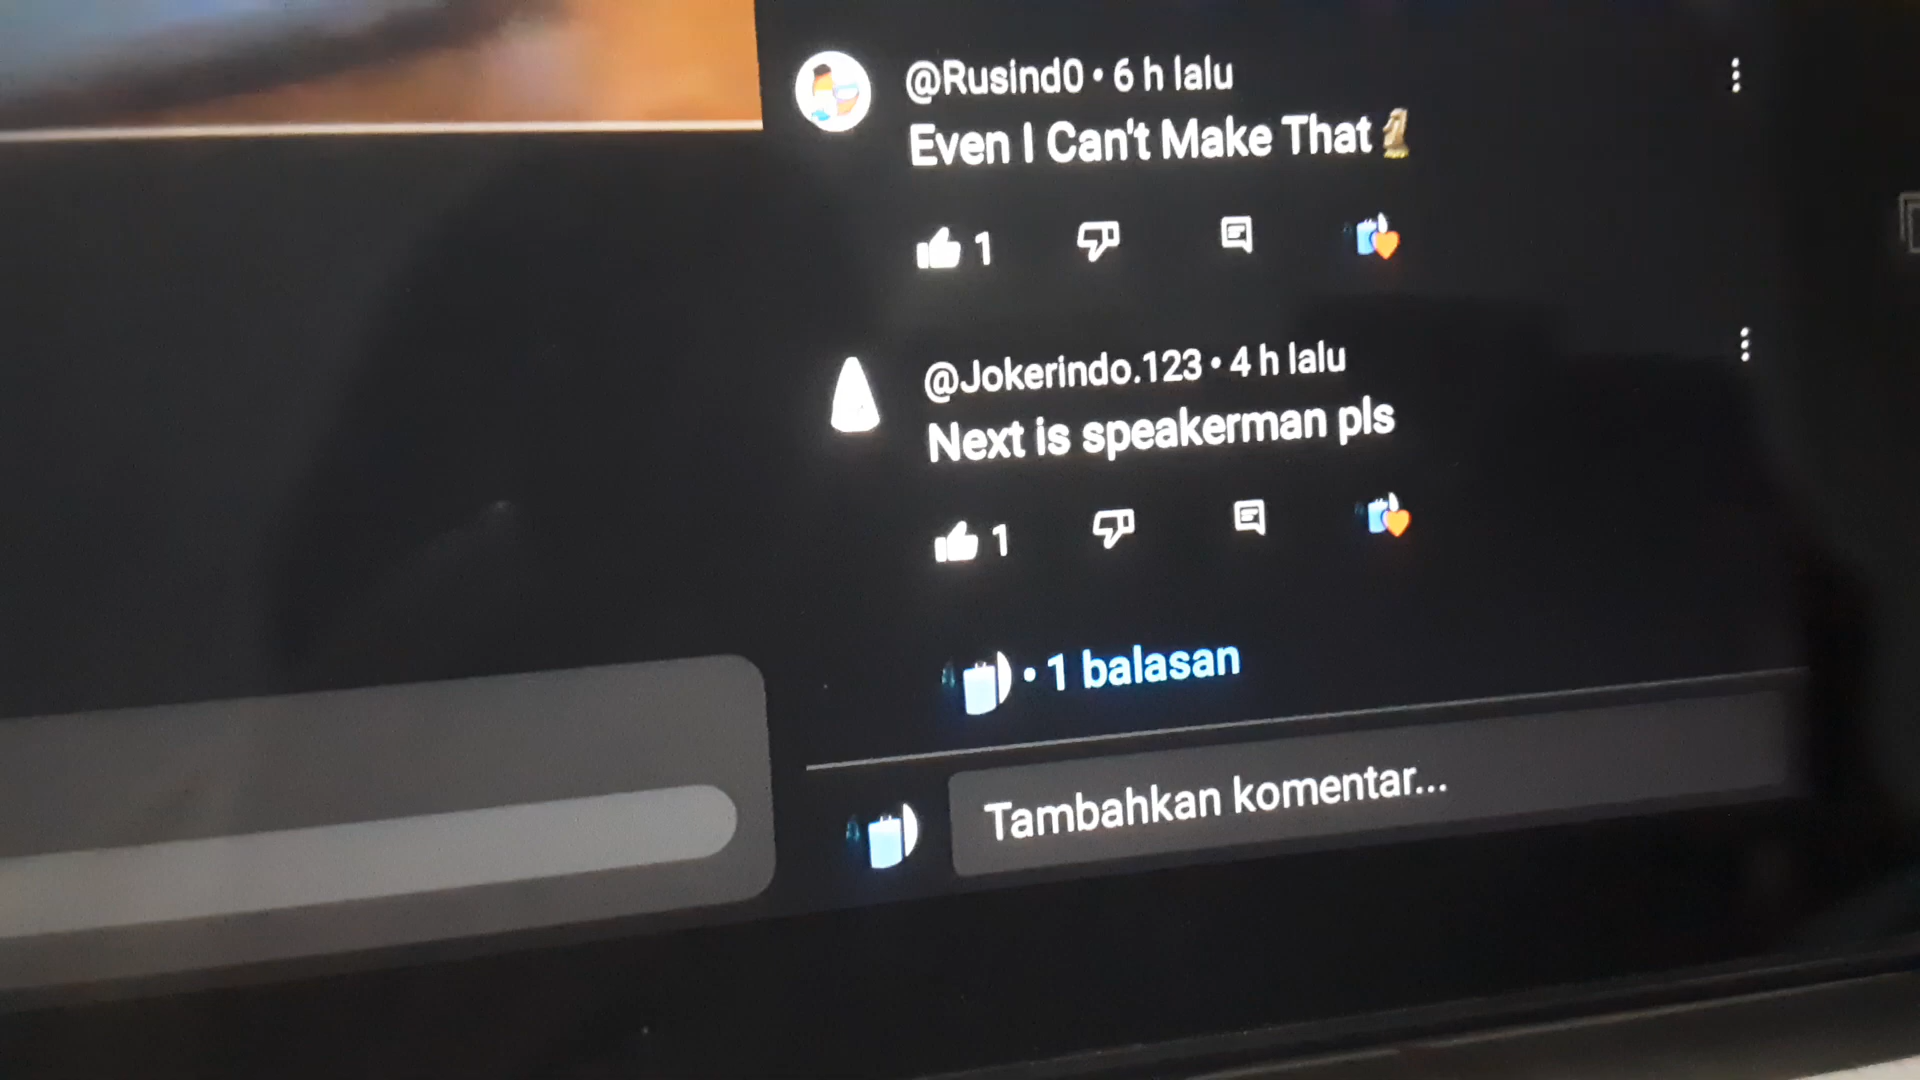 @Rusind0 • 6 h lalu
Even I Can't Make That 🗿
1
@Jokerindo.123 • 4 h lalu
Next is speakerman pls
1
• 1 balasan
Tambahkan komentar...